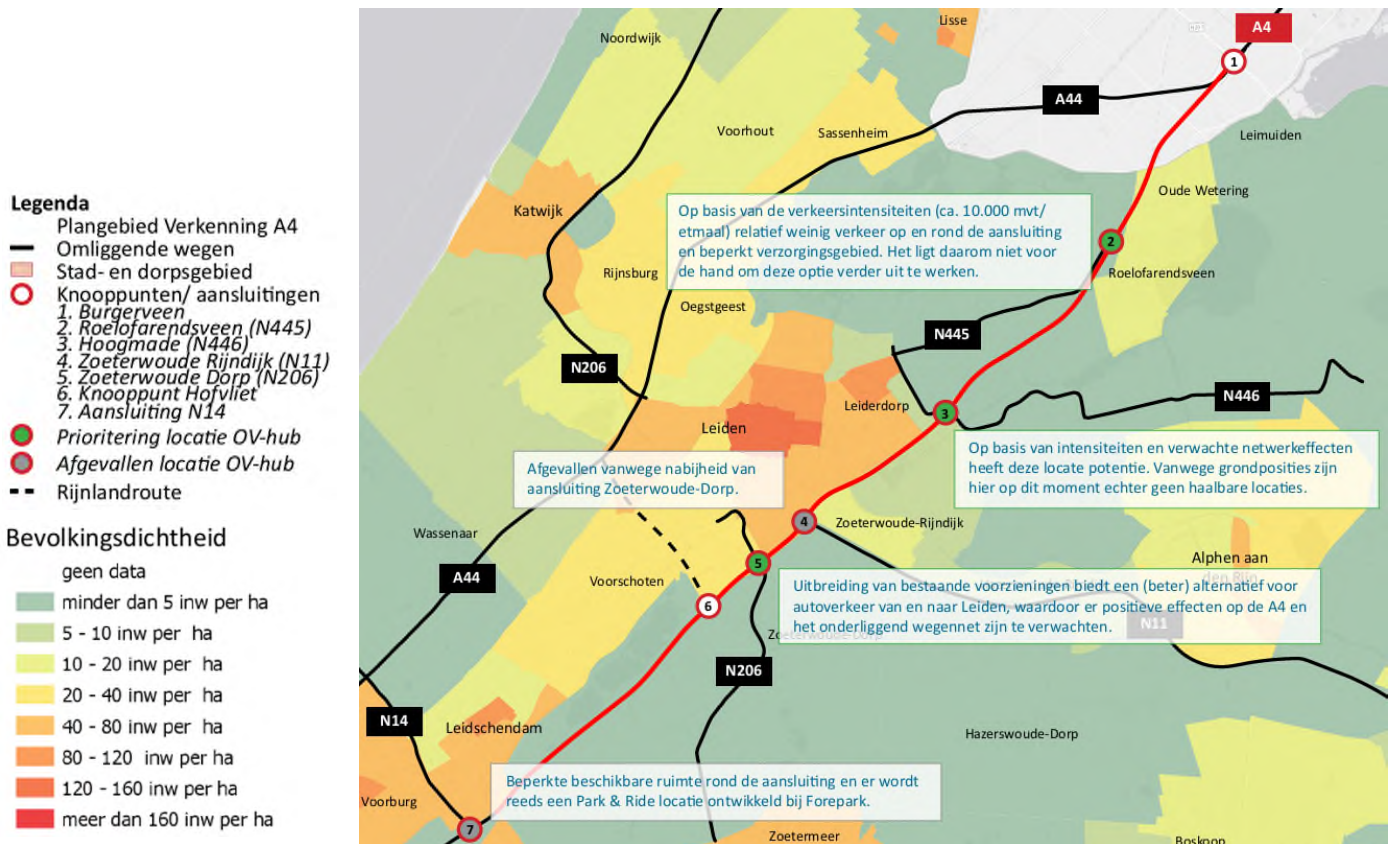 Legenda
Plangebied Verkenning A4
Omliggende wegen
Stad- en dorpsgebied
Knooppunten/ aansluitingen
1. Burgerveen
2. Roelofarendsveen (N445)
3. Hoogmade (N446)
4. Zoeterwoude Rijndijk (N11)
5. Zoeterwoude Dorp (N206)
6. Knooppunt Hofvliet
7. Aansluiting N14
Prioritering locatie OV-hub
Afgevallen locatie OV-hub
Rijnlandroute
Bevolkingsdichtheid
geen data
minder dan 5 inw per ha
5 - 10 inw per ha
10 - 20 inw per ha
20 - 40 inw per ha
40 - 80 inw per ha
80 - 120 inw per ha
120 - 160 inw per ha
meer dan 160 inw per ha
Lisse
A4
Noordwijk
1
A44
Voorhout
Sassenheim
Leimuiden
Oude Wetering
Katwijk
Op basis van de verkeersintensiteiten (ca. 10.000 mvt/
etmaal) relatief weinig verkeer op en rond de aansluiting
en beperkt verzorgingsgebied. Het ligt daarom niet voor
de hand om deze optie verder uit te werken.
2
Rijnsburg
Roelofarendsveen
Oegstgeest
N445
N206
Leiderdorp
3
N446
Leiden
Op basis van intensiteiten en verwachte netwerkeffecten
heeft deze locate potentie. Vanwege grondposities zijn
hier op dit moment echter geen haalbare locaties.
Afgevallen vanwege nabijheid van
aansluiting Zoeterwoude-Dorp.
4
Zoeterwoude-Rijndijk
Wassenaar
Alphen aan
den Rijn
5
A44
Voorschoten
Uitbreiding van bestaande voorzieningen biedt een (beter) alternatief voor
autoverkeer van en naar Leiden, waardoor er positieve effecten op de A4 en
het onderliggend wegennet zijn te verwachten.
6
Zoeterwoude-Dorp
N11
N206
N14
Leidschendam
Hazerswoude-Dorp
Beperkte beschikbare ruimte rond de aansluiting en er wordt
reeds een Park & Ride locatie ontwikkeld bij Forepark.
Voorburg
7
Zoetermeer
Boskoop